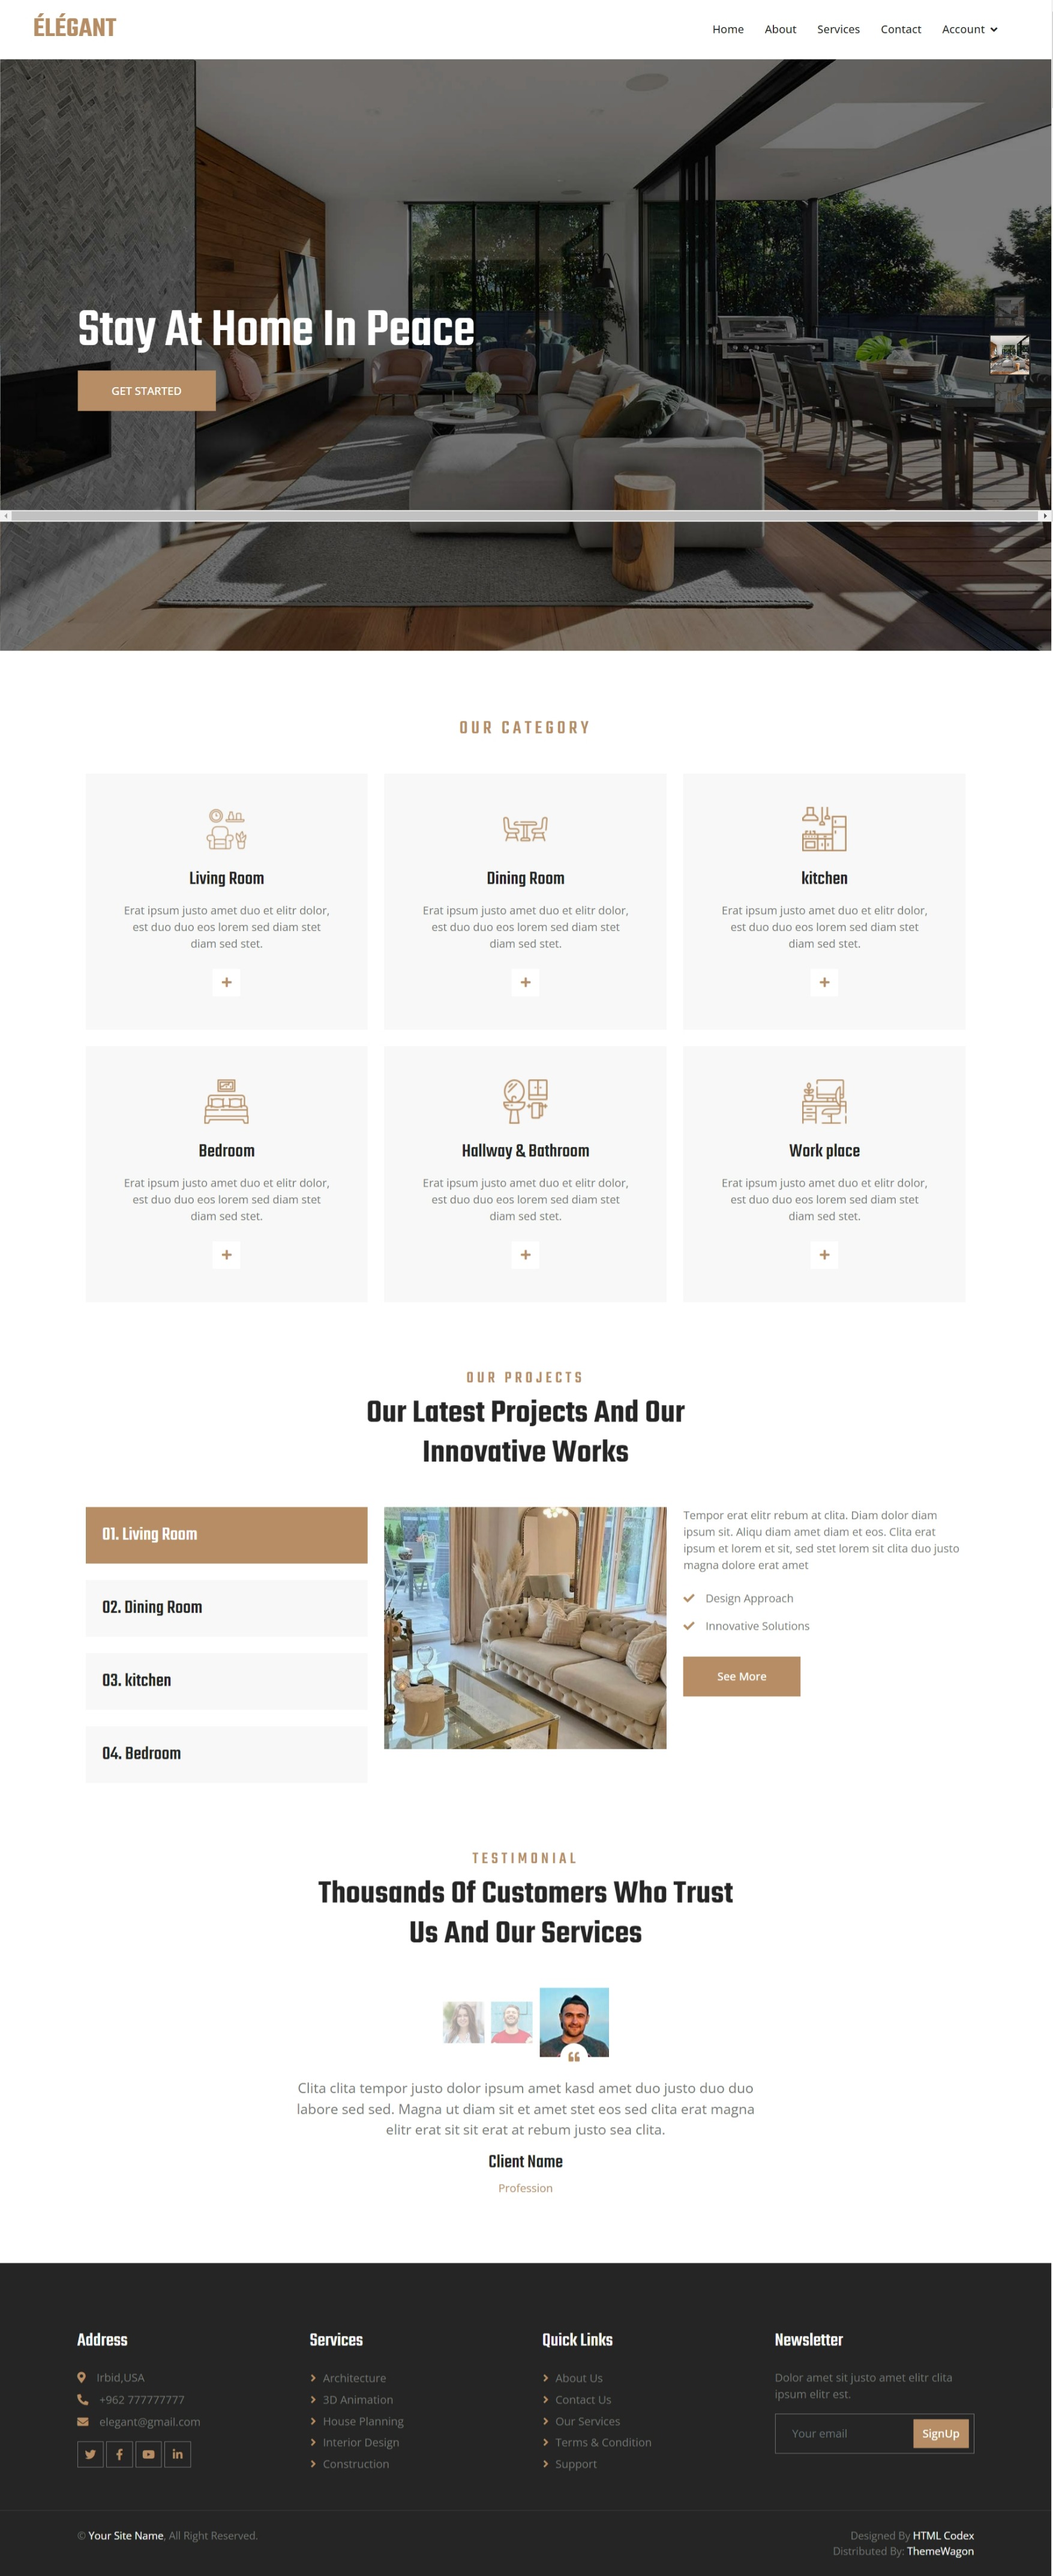 ÉLÉGANT
Home About Services Contact Account
Stay At Home In Peace
GET STARTED
OUR CATEGORY
Living Room
Erat ipsum justo amet duo et elitr dolor,
est duo duo eos lorem sed diam stet
diam sed stet.
Dining Room
Erat ipsum justo amet duo et elitr dolor,
est duo duo eos lorem sed diam stet
diam sed stet.
kitchen
Erat ipsum justo amet duo et elitr dolor,
est duo duo eos lorem sed diam stet
diam sed stet.
Bedroom
Erat ipsum justo amet duo et elitr dolor,
est duo duo eos lorem sed diam stet
diam sed stet.
Hallway & Bathroom
Erat ipsum justo amet duo et elitr dolor,
est duo duo eos lorem sed diam stet
diam sed stet.
Work place
Erat ipsum justo amet duo et elitr dolor,
est duo duo eos lorem sed diam stet
diam sed stet.
OUR PROJECTS
Our Latest Projects And Our
Innovative Works
01. Living Room
02. Dining Room
03. kitchen
04. Bedroom
Tempor erat elitr rebum at clita. Diam dolor diam
ipsum sit. Aliqu diam amet diam et eos. Clita erat
ipsum et lorem et sit, sed stet lorem sit clita duo justo
magna dolore erat amet
Design Approach
Innovative Solutions
See More
TESTIMONIAL
Thousands Of Customers Who Trust
Us And Our Services
Clita clita tempor justo dolor ipsum amet kasd amet duo justo duo duo
labore sed sed. Magna ut diam sit et amet stet eos sed clita erat magna
elitr erat sit sit erat at rebum justo sea clita.
Client Name
Profession
Address
Irbid,USA
+962 777777777
elegant@gmail.com
Services
Architecture
3D Animation
House Planning
Interior Design
Construction
Quick Links
About Us
Contact Us
Our Services
Terms & Condition
Support
Newsletter
Dolor amet sit justo amet elitr clita
ipsum elitr est.
Your email SignUp
© Your Site Name, All Right Reserved.
Designed By HTML Codex
Distributed By: ThemeWagon